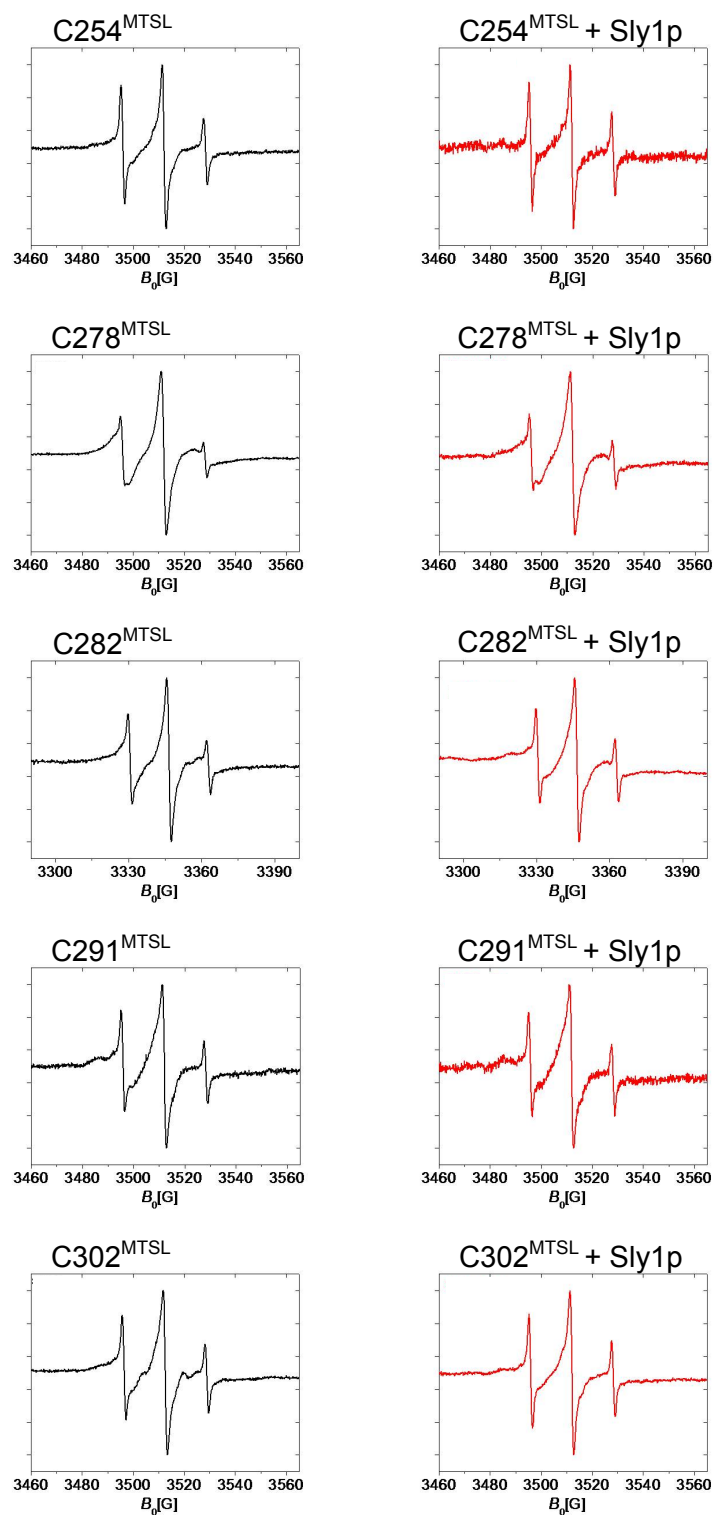 C254MTSL C254MTSL + Sly1p
3460 3480 3500 3520 3540 3560 3460 3480 3500 3520 3540 3560
B0[G] B0[G]
C278MTSL C278MTSL + Sly1p
3460 3480 3500 3520 3540 3560 3460 3480 3500 3520 3540 3560
B0[G] B0[G]
C282MTSL C282MTSL + Sly1p
3300 3330 3360 3390 3300 3330 3360 3390
B0[G] B0[G]
C291MTSL C291MTSL + Sly1p
3460 3480 3500 3520 3540 3560 3460 3480 3500 3520 3540 3560
B0[G] B0[G]
C302MTSL C302MTSL + Sly1p
3460 3480 3500 3520 3540 3560 3460 3480 3500 3520 3540 3560
B0[G] B0[G]